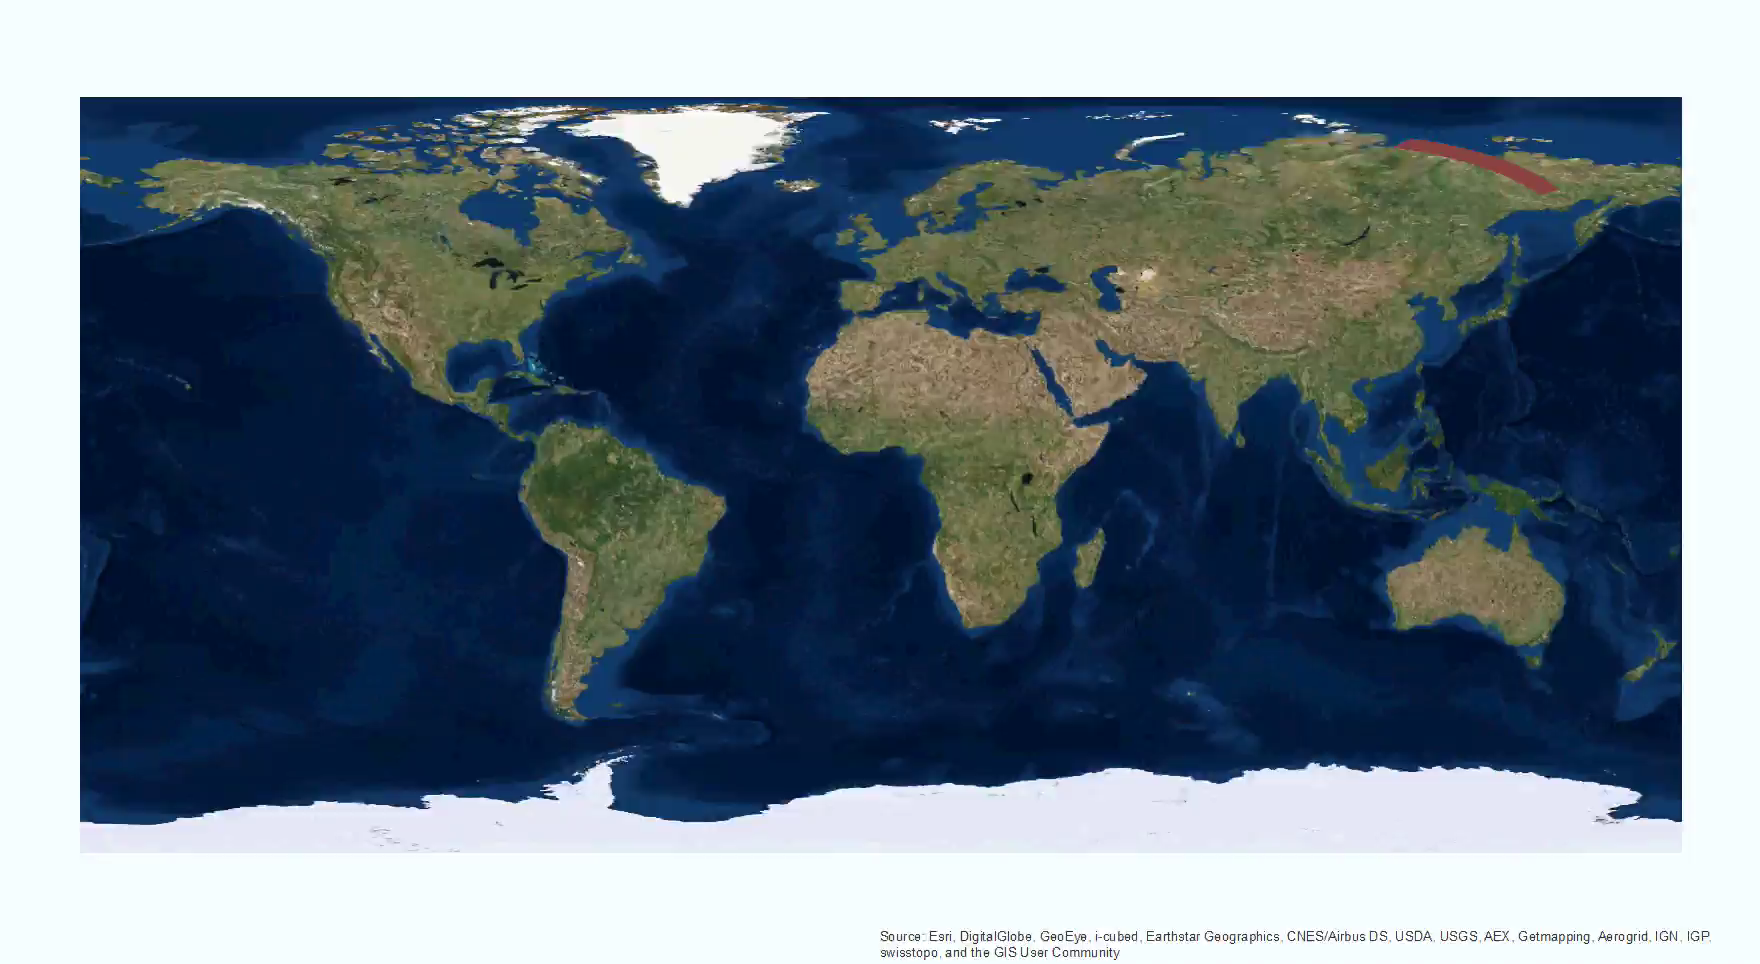 Source: Esri, DigitalGlobe, GeoEye, i-cubed, Earthstar Geographics, CNES/Airbus DS, USDA, USGS, AEX, Getmapping, Aerogrid, IGN, IGP,
swisstopo, and the GIS User Community